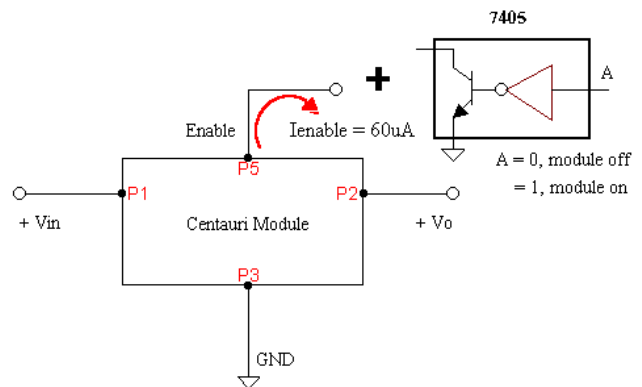 7405
+
A
Enable
Ienable = 60uA
A = 0, module off
= 1, module on
P5
P1
P2
+ Vin
Centauri Module
+ Vo
P3
GND